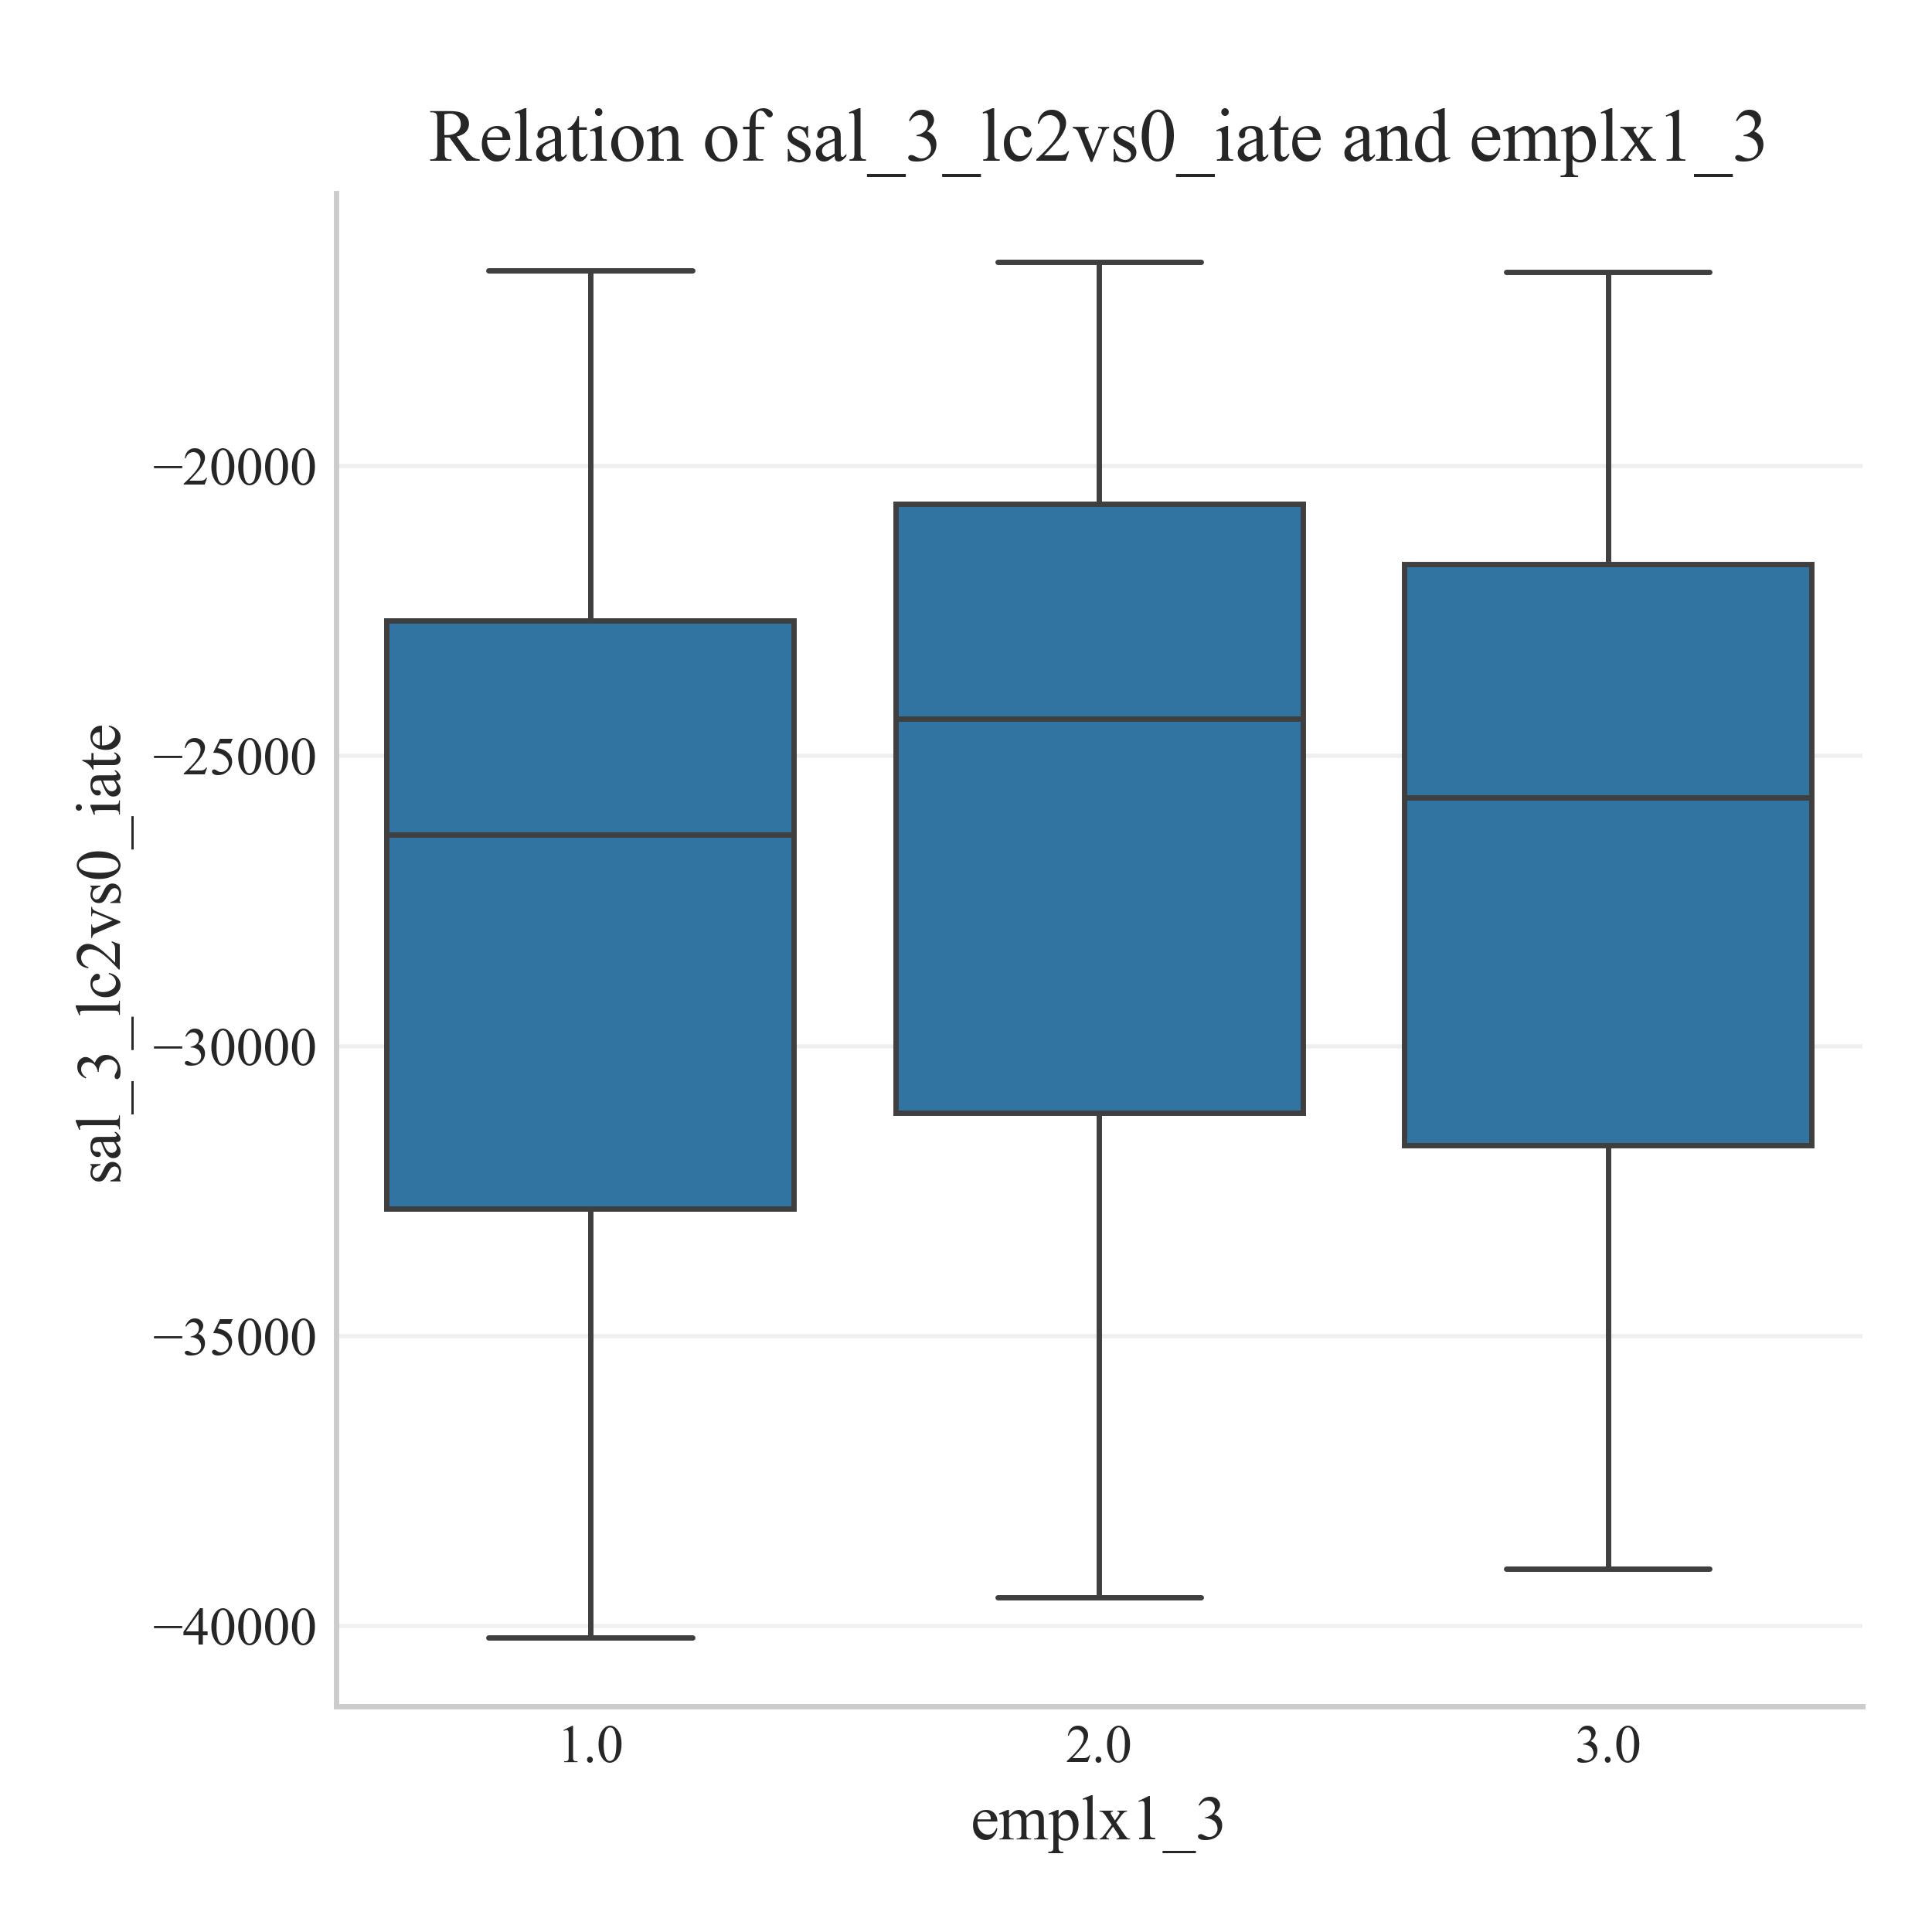 Relation of sal_3_lc2vs0_iate and emplx1_3
sal_3_lc2vs0_iate
−20000
−25000
−30000
−35000
−40000
1.0 2.0 3.0
emplx1_3